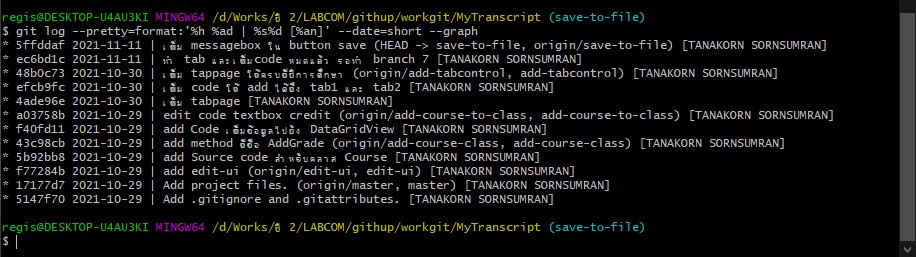 regis@DESKTOP-U4AU3KI MINGW64 /d/Works/ปี 2/LABCOM/githup/workgit/MyTranscript (save-to-file)
$ git log --pretty=format:'%h %ad | %s%d [%an]' --date=short --graph
* 5ffddaf 2021-11-11 | เพิ่ม messagebox ใน button save (HEAD -> save-to-file, origin/save-to-file) [TANAKORN SORNSUMRAN]
* ec6bd1c 2021-11-11 | ทำ tab และเพิ่มcode หมดแล้ว รอทำ branch 7 [TANAKORN SORNSUMRAN]
* 48b0c73 2021-10-30 | เพิ่ม tappage ให้ครบปีปีการศึกษา (origin/add-tabcontrol, add-tabcontrol) [TANAKORN SORNSUMRAN]
* efcb9fc 2021-10-30 | เพิ่ม code ให้ add ได้ถึง tab1 และ tab2 [TANAKORN SORNSUMRAN]
* 4ade96e 2021-10-30 | เพิ่ม tabpage [TANAKORN SORNSUMRAN]
* a03758b 2021-10-29 | edit code textbox credit (origin/add-course-to-class, add-course-to-class) [TANAKORN SORNSUMRAN]
* f40fd11 2021-10-29 | add Code เพิ่มข้อมูลไปยัง DataGridView [TANAKORN SORNSUMRAN]
* 43c98cb 2021-10-29 | add method ชื่อ AddGrade (origin/add-course-class, add-course-class) [TANAKORN SORNSUMRAN]
* 5b92bb8 2021-10-29 | add Source code สำหรับคลาส Course [TANAKORN SORNSUMRAN]
* f77284b 2021-10-29 | add edit-ui (origin/edit-ui, edit-ui) [TANAKORN SORNSUMRAN]
* 17177d7 2021-10-29 | Add project files. (origin/master, master) [TANAKORN SORNSUMRAN]
* 5147f70 2021-10-29 | Add .gitignore and .gitattributes. [TANAKORN SORNSUMRAN]
regis@DESKTOP-U4AU3KI MINGW64 /d/Works/ปี 2/LABCOM/githup/workgit/MyTranscript (save-to-file)
$